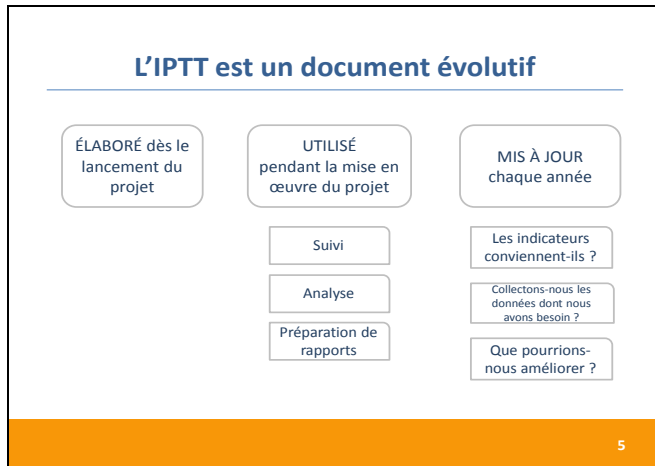 L'IPTT est un document évolutif
ÉLABORÉ dès le
lancement du
projet
UTILISÉ
pendant la mise en
œuvre du projet
Suivi
Analyse
Préparation de
rapports
MIS À JOUR
chaque année
Les indicateurs
conviennent-ils ?
Collectons-nous les
données dont nous
avons besoin ?
Que pourrions-
nous améliorer ?
5